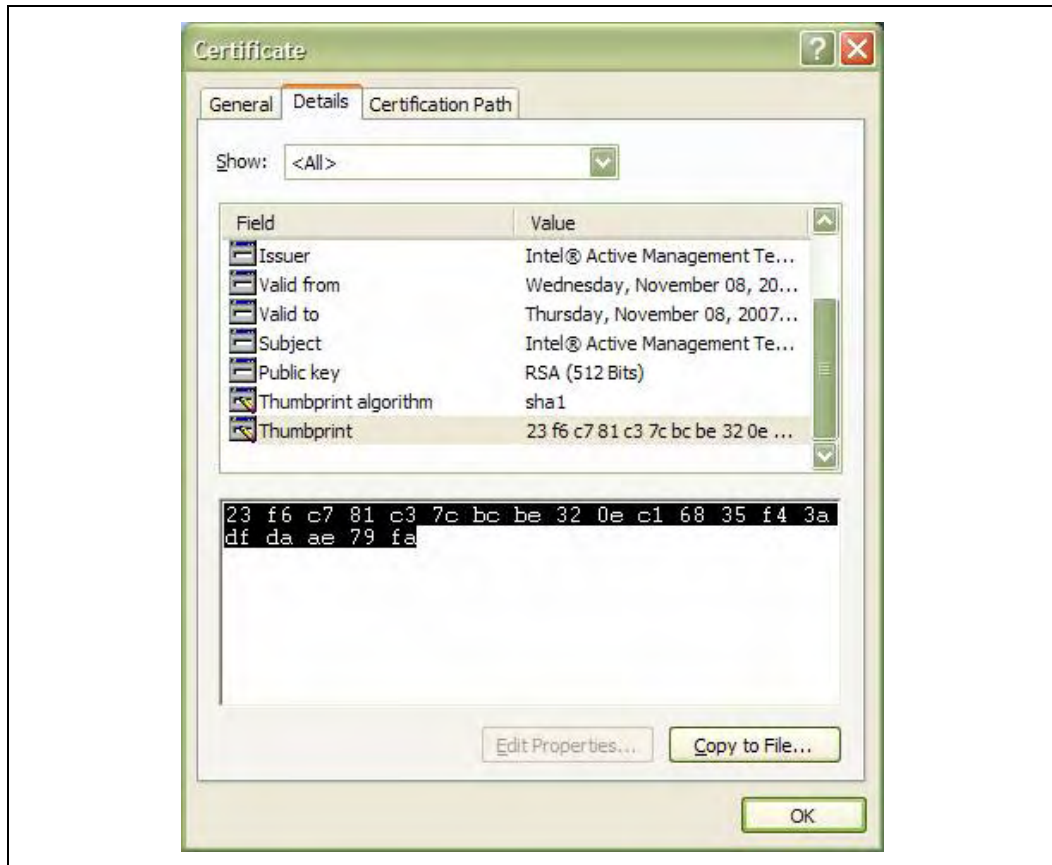 Certificate
General Details Certification Path
Show: <All>
Field Value
Issuer Intel® Active Management Te...
Valid from Wednesday, November 08, 20...
Valid to Thursday, November 08, 2007...
Subject Intel® Active Management Te...
Public key RSA (512 Bits)
Thumbprint algorithm sha1
Thumbprint 23 f6 c7 81 c3 7c bc be 32 0e ...
23 f6 c7 81 c3 7c bc be 32 0e c1 68 35 f4 3a
df da ae 79 fa
Edit Properties... Copy to File...
OK